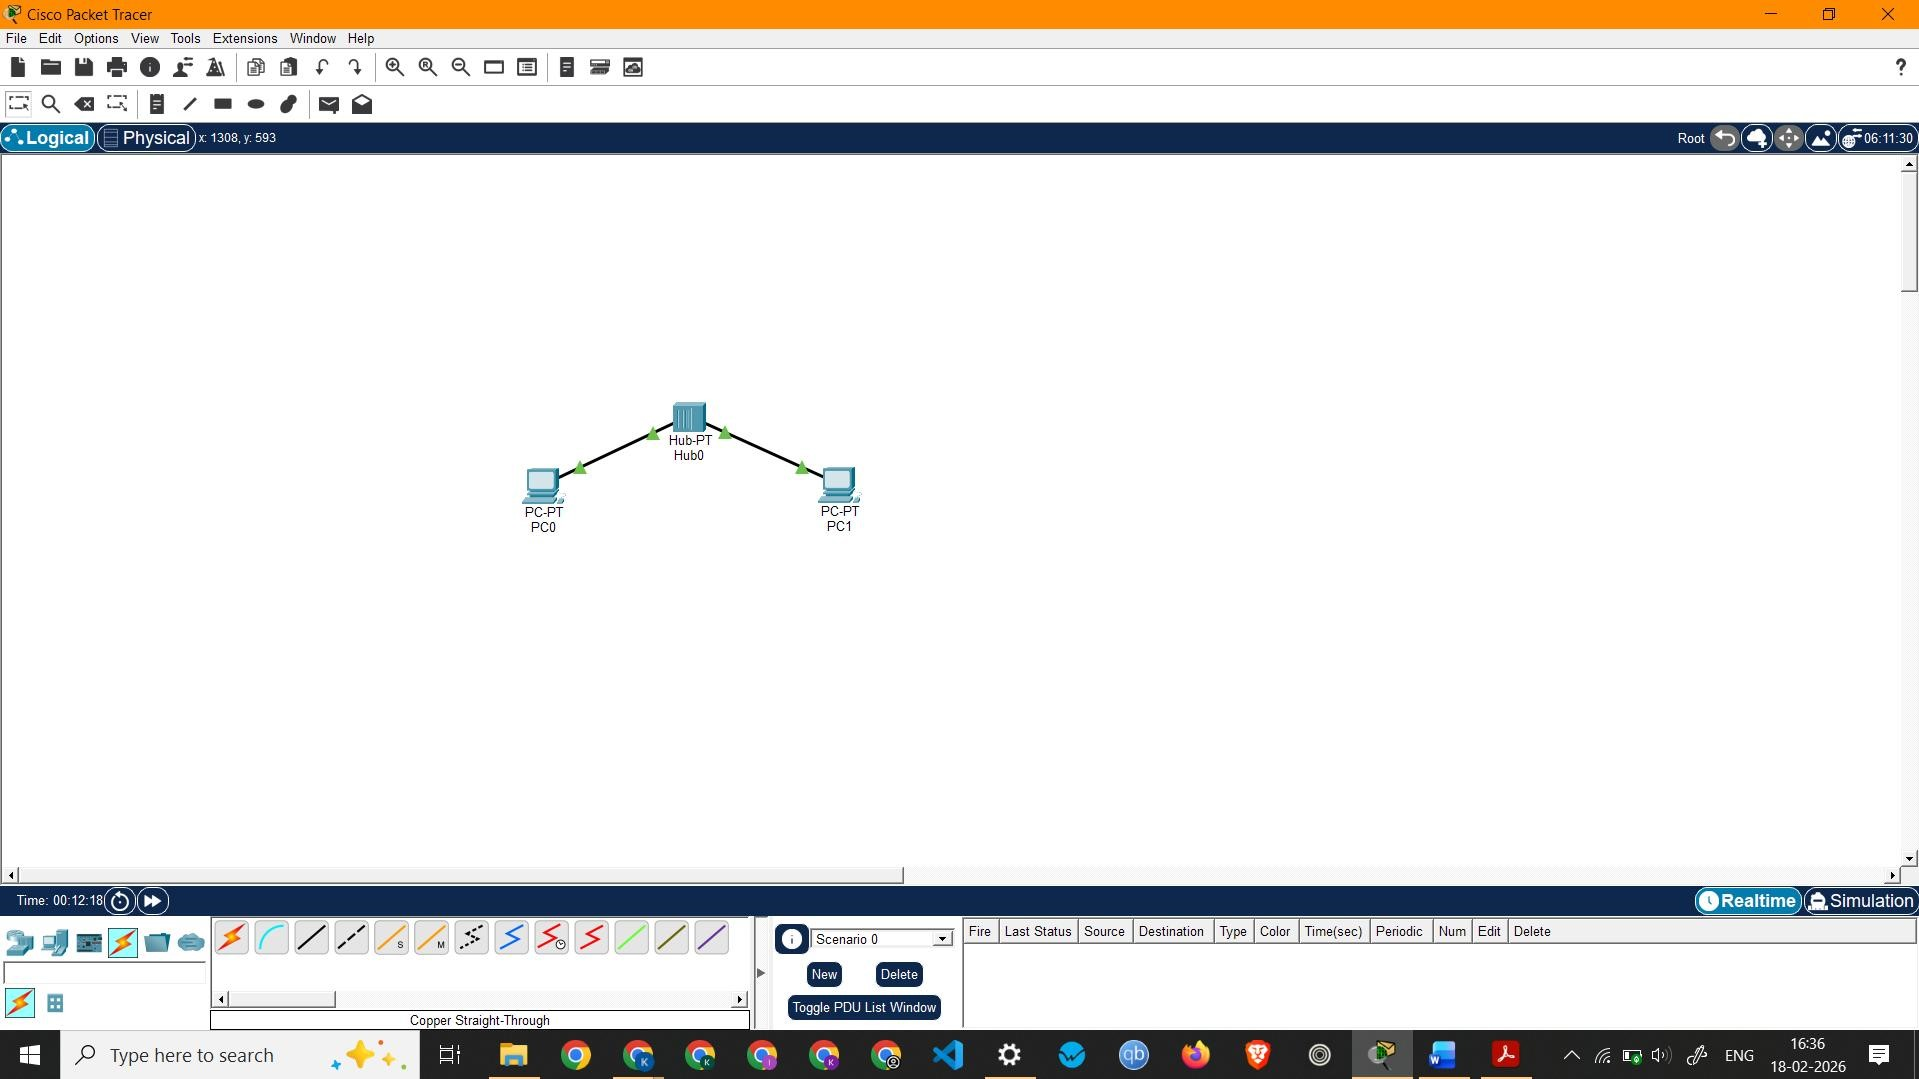 Cisco Packet Tracer
File Edit Options View Tools Extensions Window Help
?
Logical Physical x: 1308, y: 593 Root 06:11:30
Hub-PT
Hub0
PC-PT
PC0
PC-PT
PC1
Time: 00:12:18 Realtime Simulation
S M
Copper Straight-Through
Scenario 0
New Delete
Toggle PDU List Window
Fire Last Status Source Destination Type Color Time(sec) Periodic Num Edit Delete
Type here to search
K K I K qb
ENG
16:36
18-02-2026